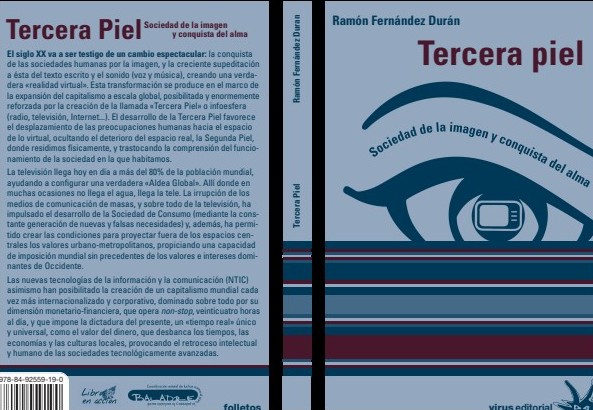 Tercera Piel Sociedad de la imagen
y conquista del alma
El siglo XX va a ser testigo de un cambio espectacular: la conquista
de las sociedades humanas por la imagen, y la creciente supeditación
a ésta del texto escrito y el sonido (voz y música), creando una verda-
dera «realidad virtual». Esta transformación se produce en el marco de
la expansión del capitalismo a escala global, posibilitada y enormemente
reforzada por la creación de la llamada «Tercera Piel» o infoesfera
(radio, televisión, Internet...). El desarrollo de la Tercera Piel favorece
el desplazamiento de las preocupaciones humanas hacia el espacio
de lo virtual, ocultando el deterioro del espacio real, la Segunda Piel,
donde residimos físicamente, y trastocando la comprensión del funcio-
namiento de la sociedad en la que habitamos.
La televisión llega hoy en día a más del 80% de la población mundial,
ayudando a configurar una verdadera «Aldea Global». Allí donde en
muchas ocasiones no llega el agua, llega la tele. La irrupción de los
medios de comunicación de masas, y sobre todo de la televisión, ha
impulsado el desarrollo de la Sociedad de Consumo (mediante la cons-
tante generación de nuevas y falsas necesidades) y, además, ha permi-
tido crear las condiciones para proyectar fuera de los espacios cen-
trales los valores urbano-metropolitanos, propiciando una capacidad
de imposición mundial sin precedentes de los valores e intereses domi-
nantes de Occidente.
Las nuevas tecnologías de la información y la comunicación (NTIC)
asimismo han posibilitado la creación de un capitalismo mundial cada
vez más internacionalizado y corporativo, dominado sobre todo por su
dimensión monetario-financiera, que opera non-stop, veinticuatro horas
al día, y que impone la dictadura del presente, un «tiempo real» único
y universal, como el valor del dinero, que desbanca los tiempos, las
economías y las culturas locales, provocando el retroceso intelectual
y humano de las sociedades tecnológicamente avanzadas.
978-84-92559-19-0
Libro
en acción
BALADRE
folletos
Ramón Fernández Duran
Tercera Piel
Ramón Fernández Durán
Tercera piel
Sociedad de la imagen y conquista del alma
virus editorial